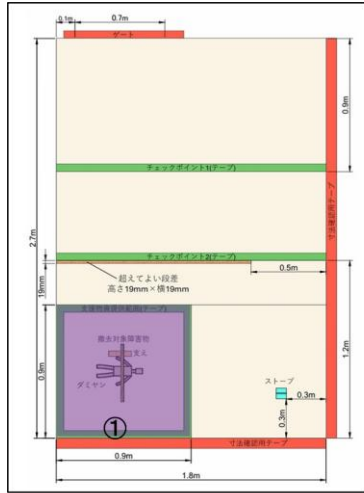 0.1m
0.7m
ゲート
0.9m
チェックポイント1(テープ)
2.7m
寸法確認用テープ
チェックポイント2(テープ)
0.5m
超えてよい段差
高さ19mm×横19mm
19mm
1.2m
撤去対象障害物
支え
ダミヤン
ストーブ
0.3m
0.3m
0.9m
①
寸法確認用テープ
0.9m
1.8m